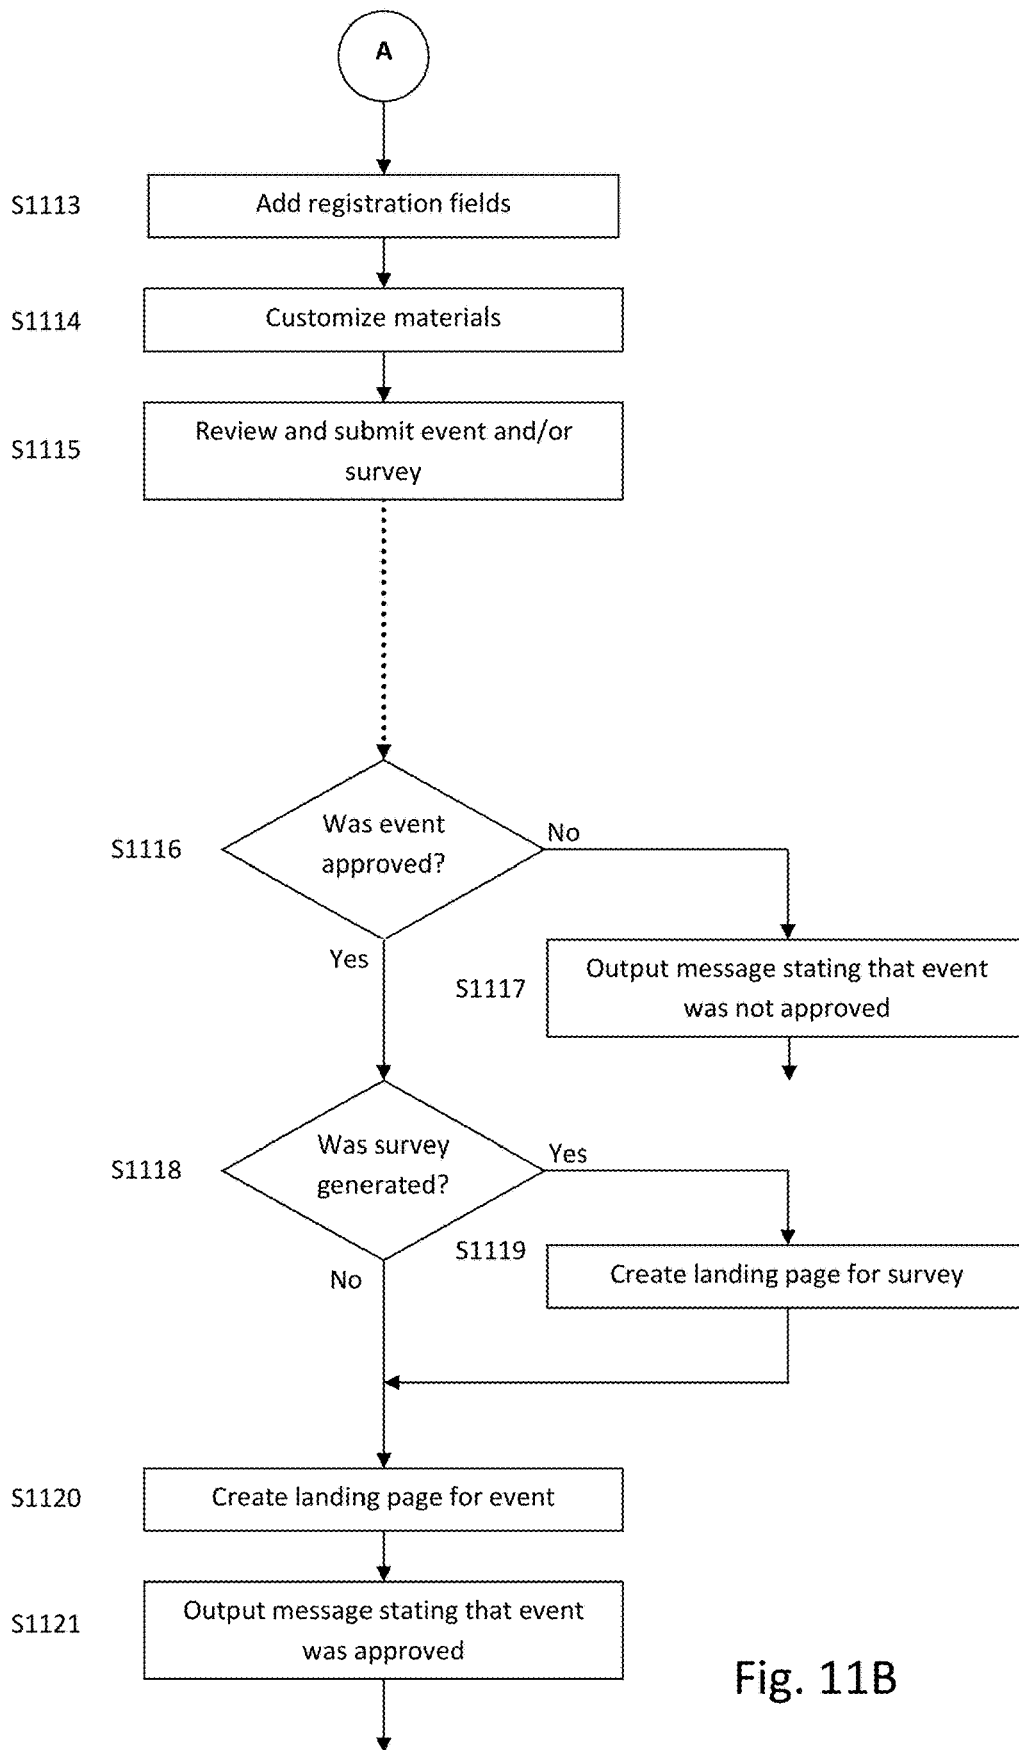 A
S1113
Add registration fields
S1114
Customize materials
S1115
Review and submit event and/or
survey
S1116
Was event
approved?
No
Yes
S1117
Output message stating that event
was not approved
S1118
Was survey
generated?
Yes
No
S1119
Create landing page for survey
S1120
Create landing page for event
S1121
Output message stating that event
was approved
Fig. 11B